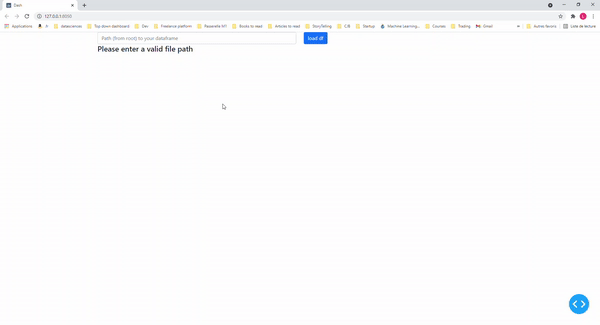 Dash
127.0.0.1:8050
Applications datasciences Top down dashboard Dev Freelance platform Passerelle MT Books to read Articles to read StoryTelling CJE Startup Machine Learning... Courses Trading Gmail » Autres favoris Liste de lecture
Path (from root) to your dataframe load df
Please enter a valid file path